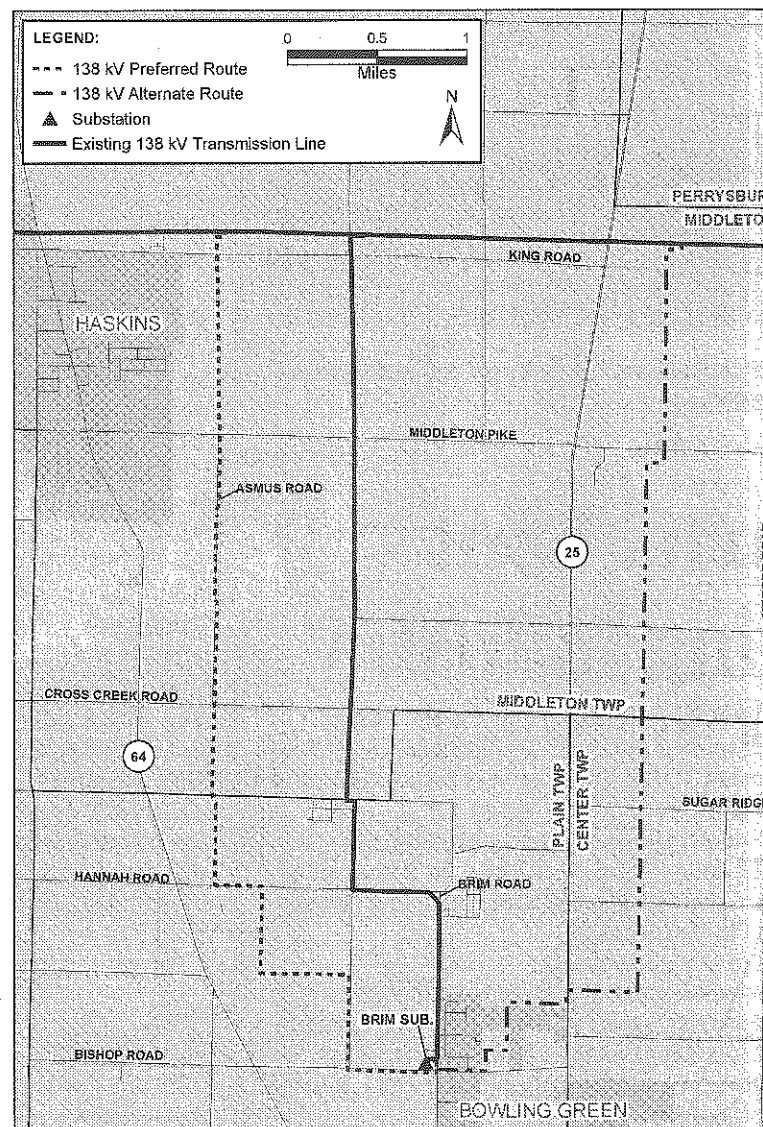 LEGEND:
0 0.5 1
Miles
138 kV Preferred Route
138 kV Alternate Route
Substation
Existing 138 kV Transmission Line
N
PERRYSBUR
MIDDLETO
KING ROAD
HASKINS
MIDDLETON PIKE
ASMUS ROAD
25
CROSS CREEK ROAD
MIDDLETON TWP
64
PLAIN TWP
CENTER TWP
SUGAR RIDGE
HANNAH ROAD
BRIM ROAD
BRIM SUB.
BISHOP ROAD
BOWLING GREEN